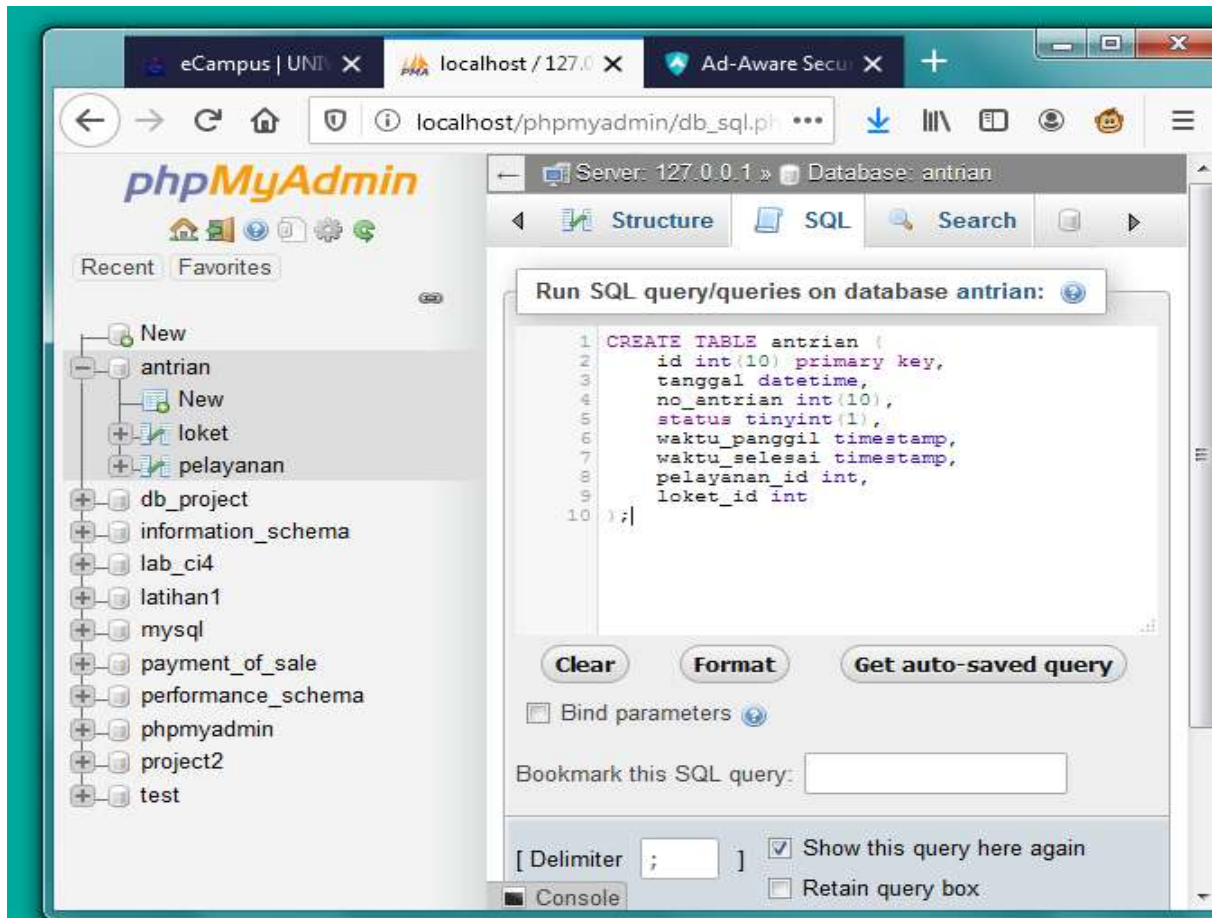 eCampus | UNI
localhost / 127.0
Ad-Aware Secu
localhost/phpmyadmin/db_sql.ph
phpMyAdmin
Recent Favorites
New
antrian
New
loket
pelayanan
db_project
information_schema
lab_ci4
latihan1
mysql
payment_of_sale
performance_schema
phpmyadmin
project2
test
Server: 127.0.0.1 » Database: antrian
Structure SQL Search
Run SQL query/queries on database antrian:
1 CREATE TABLE antrian (
2 id int(10) primary key,
3 tanggal datetime,
4 no_antrian int(10),
5 status tinyint(1),
6 waktu_panggil timestamp,
7 waktu_selesai timestamp,
8 pelayanan_id int,
9 loket_id int
10 );
Clear Format Get auto-saved query
Bind parameters
Bookmark this SQL query:
[ Delimiter ; ] Show this query here again
Retain query box
Console